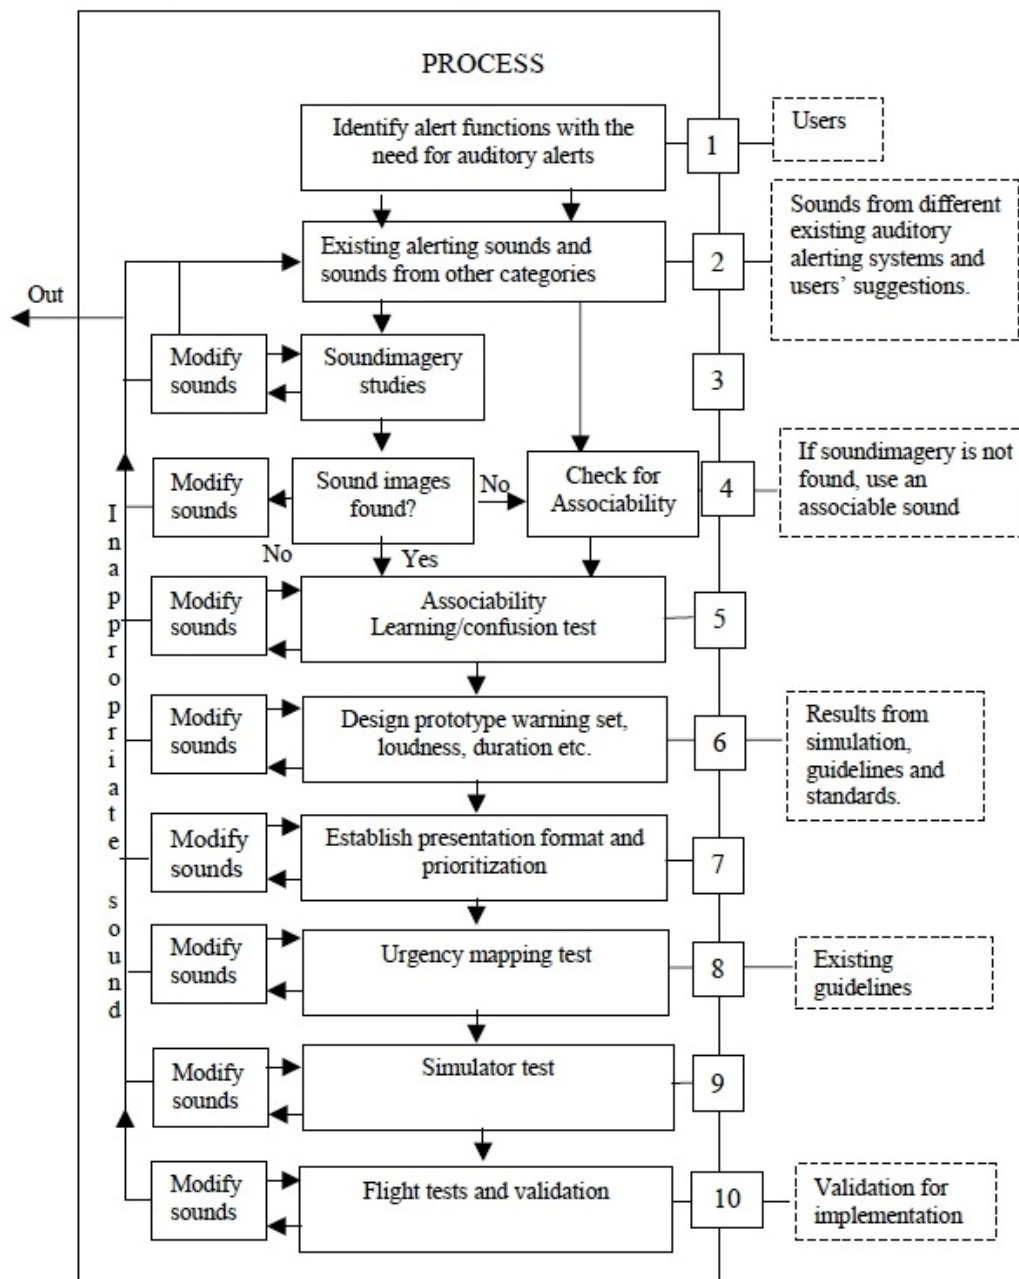 PROCESS
Identify alert functions with the
need for auditory alerts
1
Users
Existing alerting sounds and
sounds from other categories
2
Sounds from different
existing auditory
alerting systems and
users’ suggestions.
Out
Modify
sounds
Soundimagery
studies
3
Modify
sounds
Sound images
found?
No
Check for
Associability
4
If soundimagery is not
found, use an
associable sound
No
Yes
Inappropriate sound
Modify
sounds
Associability
Learning/confusion test
5
Modify
sounds
Design prototype warning set,
loudness, duration etc.
6
Results from
simulation,
guidelines and
standards.
Modify
sounds
Establish presentation format and
prioritization
7
Modify
sounds
Urgency mapping test
8
Existing
guidelines
Modify
sounds
Simulator test
9
Modify
sounds
Flight tests and validation
10
Validation for
implementation